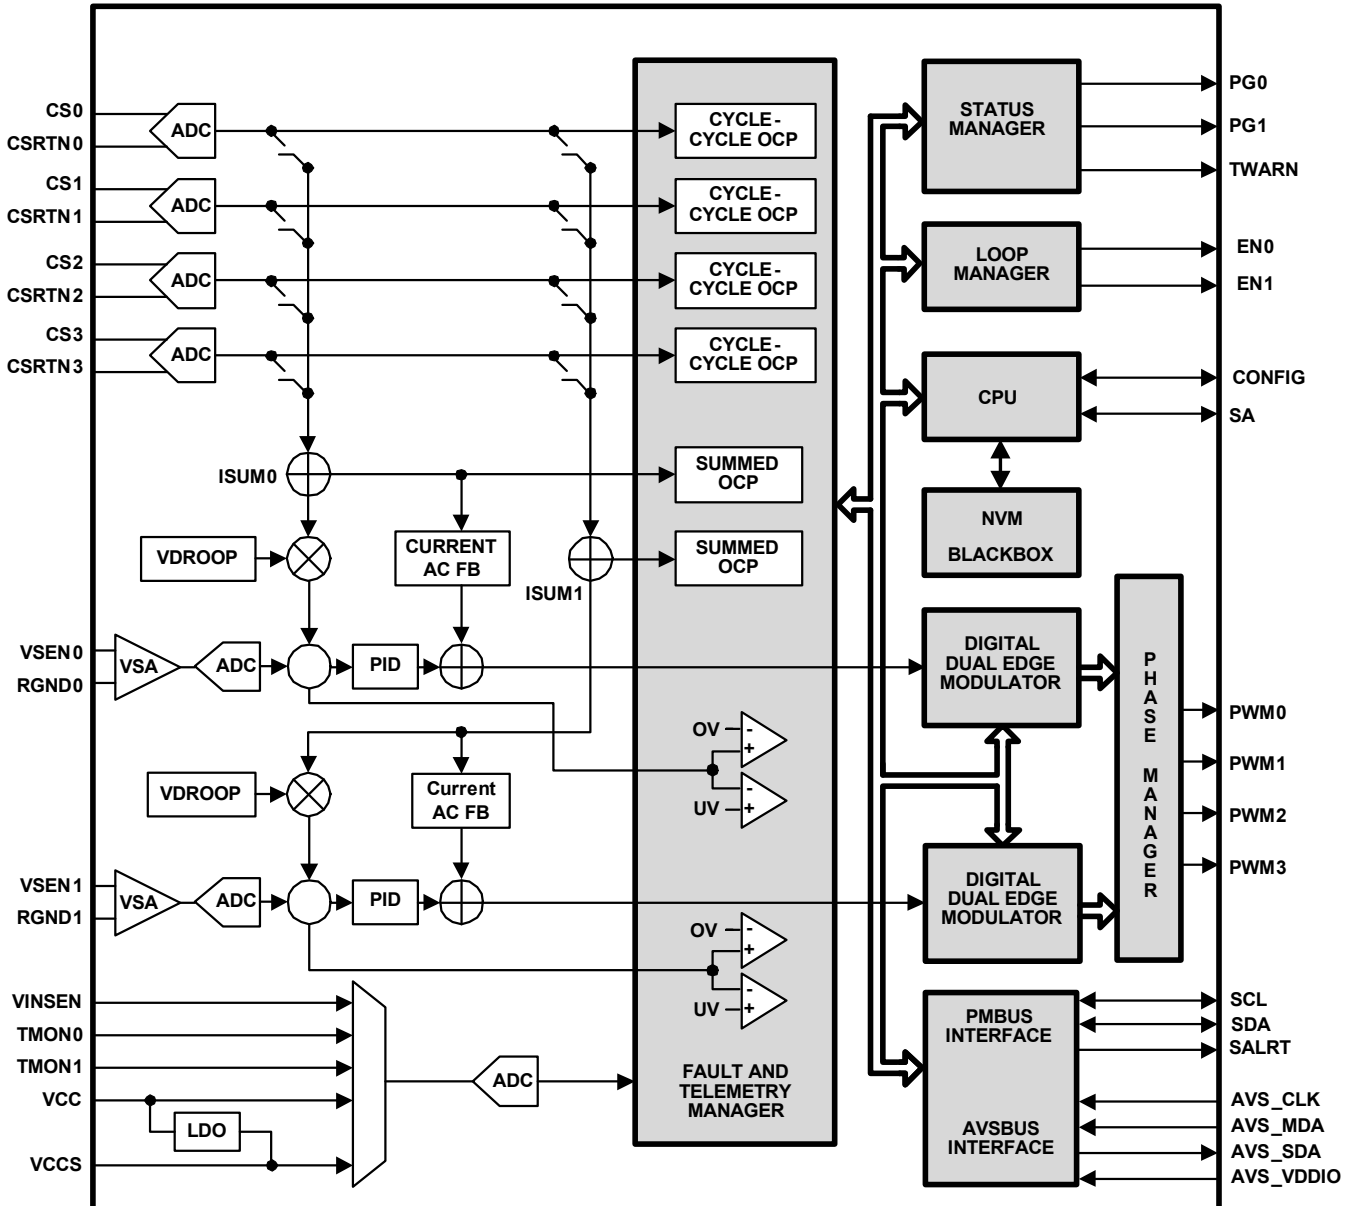 CS0
CSRTN0
CS1
CSRTN1
CS2
CSRTN2
CS3
CSRTN3
ADC
ADC
ADC
ADC
CYCLE-
CYCLE OCP
CYCLE-
CYCLE OCP
CYCLE-
CYCLE OCP
CYCLE-
CYCLE OCP
ISUM0
SUMMED
OCP
VDROOP
CURRENT
AC FB
ISUM1
SUMMED
OCP
VSEN0
RGND0
VSA
ADC
PID
OV
-
+
-
UV
+
VDROOP
Current
AC FB
VSEN1
RGND1
VSA
ADC
PID
OV
-
+
-
UV
+
VINSEN
TMON0
TMON1
VCC
LDO
VCCS
ADC
FAULT AND
TELEMETRY
MANAGER
STATUS
MANAGER
PG0
PG1
TWARN
LOOP
MANAGER
EN0
EN1
CPU
CONFIG
SA
NVM
BLACKBOX
DIGITAL
DUAL EDGE
MODULATOR
DIGITAL
DUAL EDGE
MODULATOR
PHASE MANAGER
PWM0
PWM1
PWM2
PWM3
PMBUS
INTERFACE
AVSBUS
INTERFACE
SCL
SDA
SALRT
AVS_CLK
AVS_MDA
AVS_SDA
AVS_VDDIO